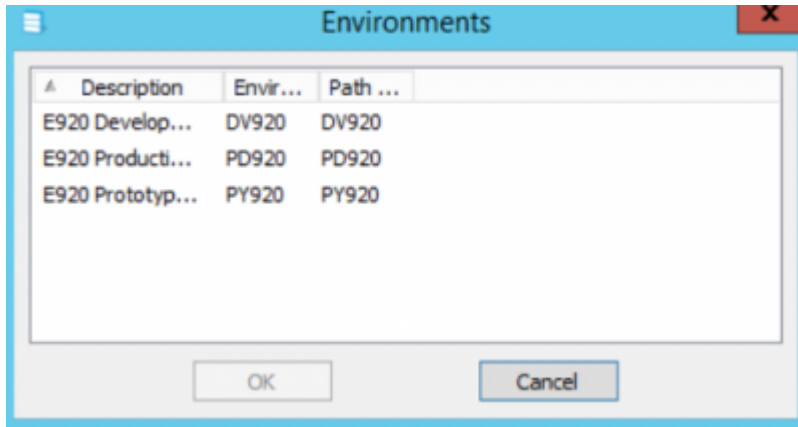 Environments
x
Description Envir... Path ...
E920 Develop... DV920 DV920
E920 Producti... PD920 PD920
E920 Prototyp... PY920 PY920
OK Cancel